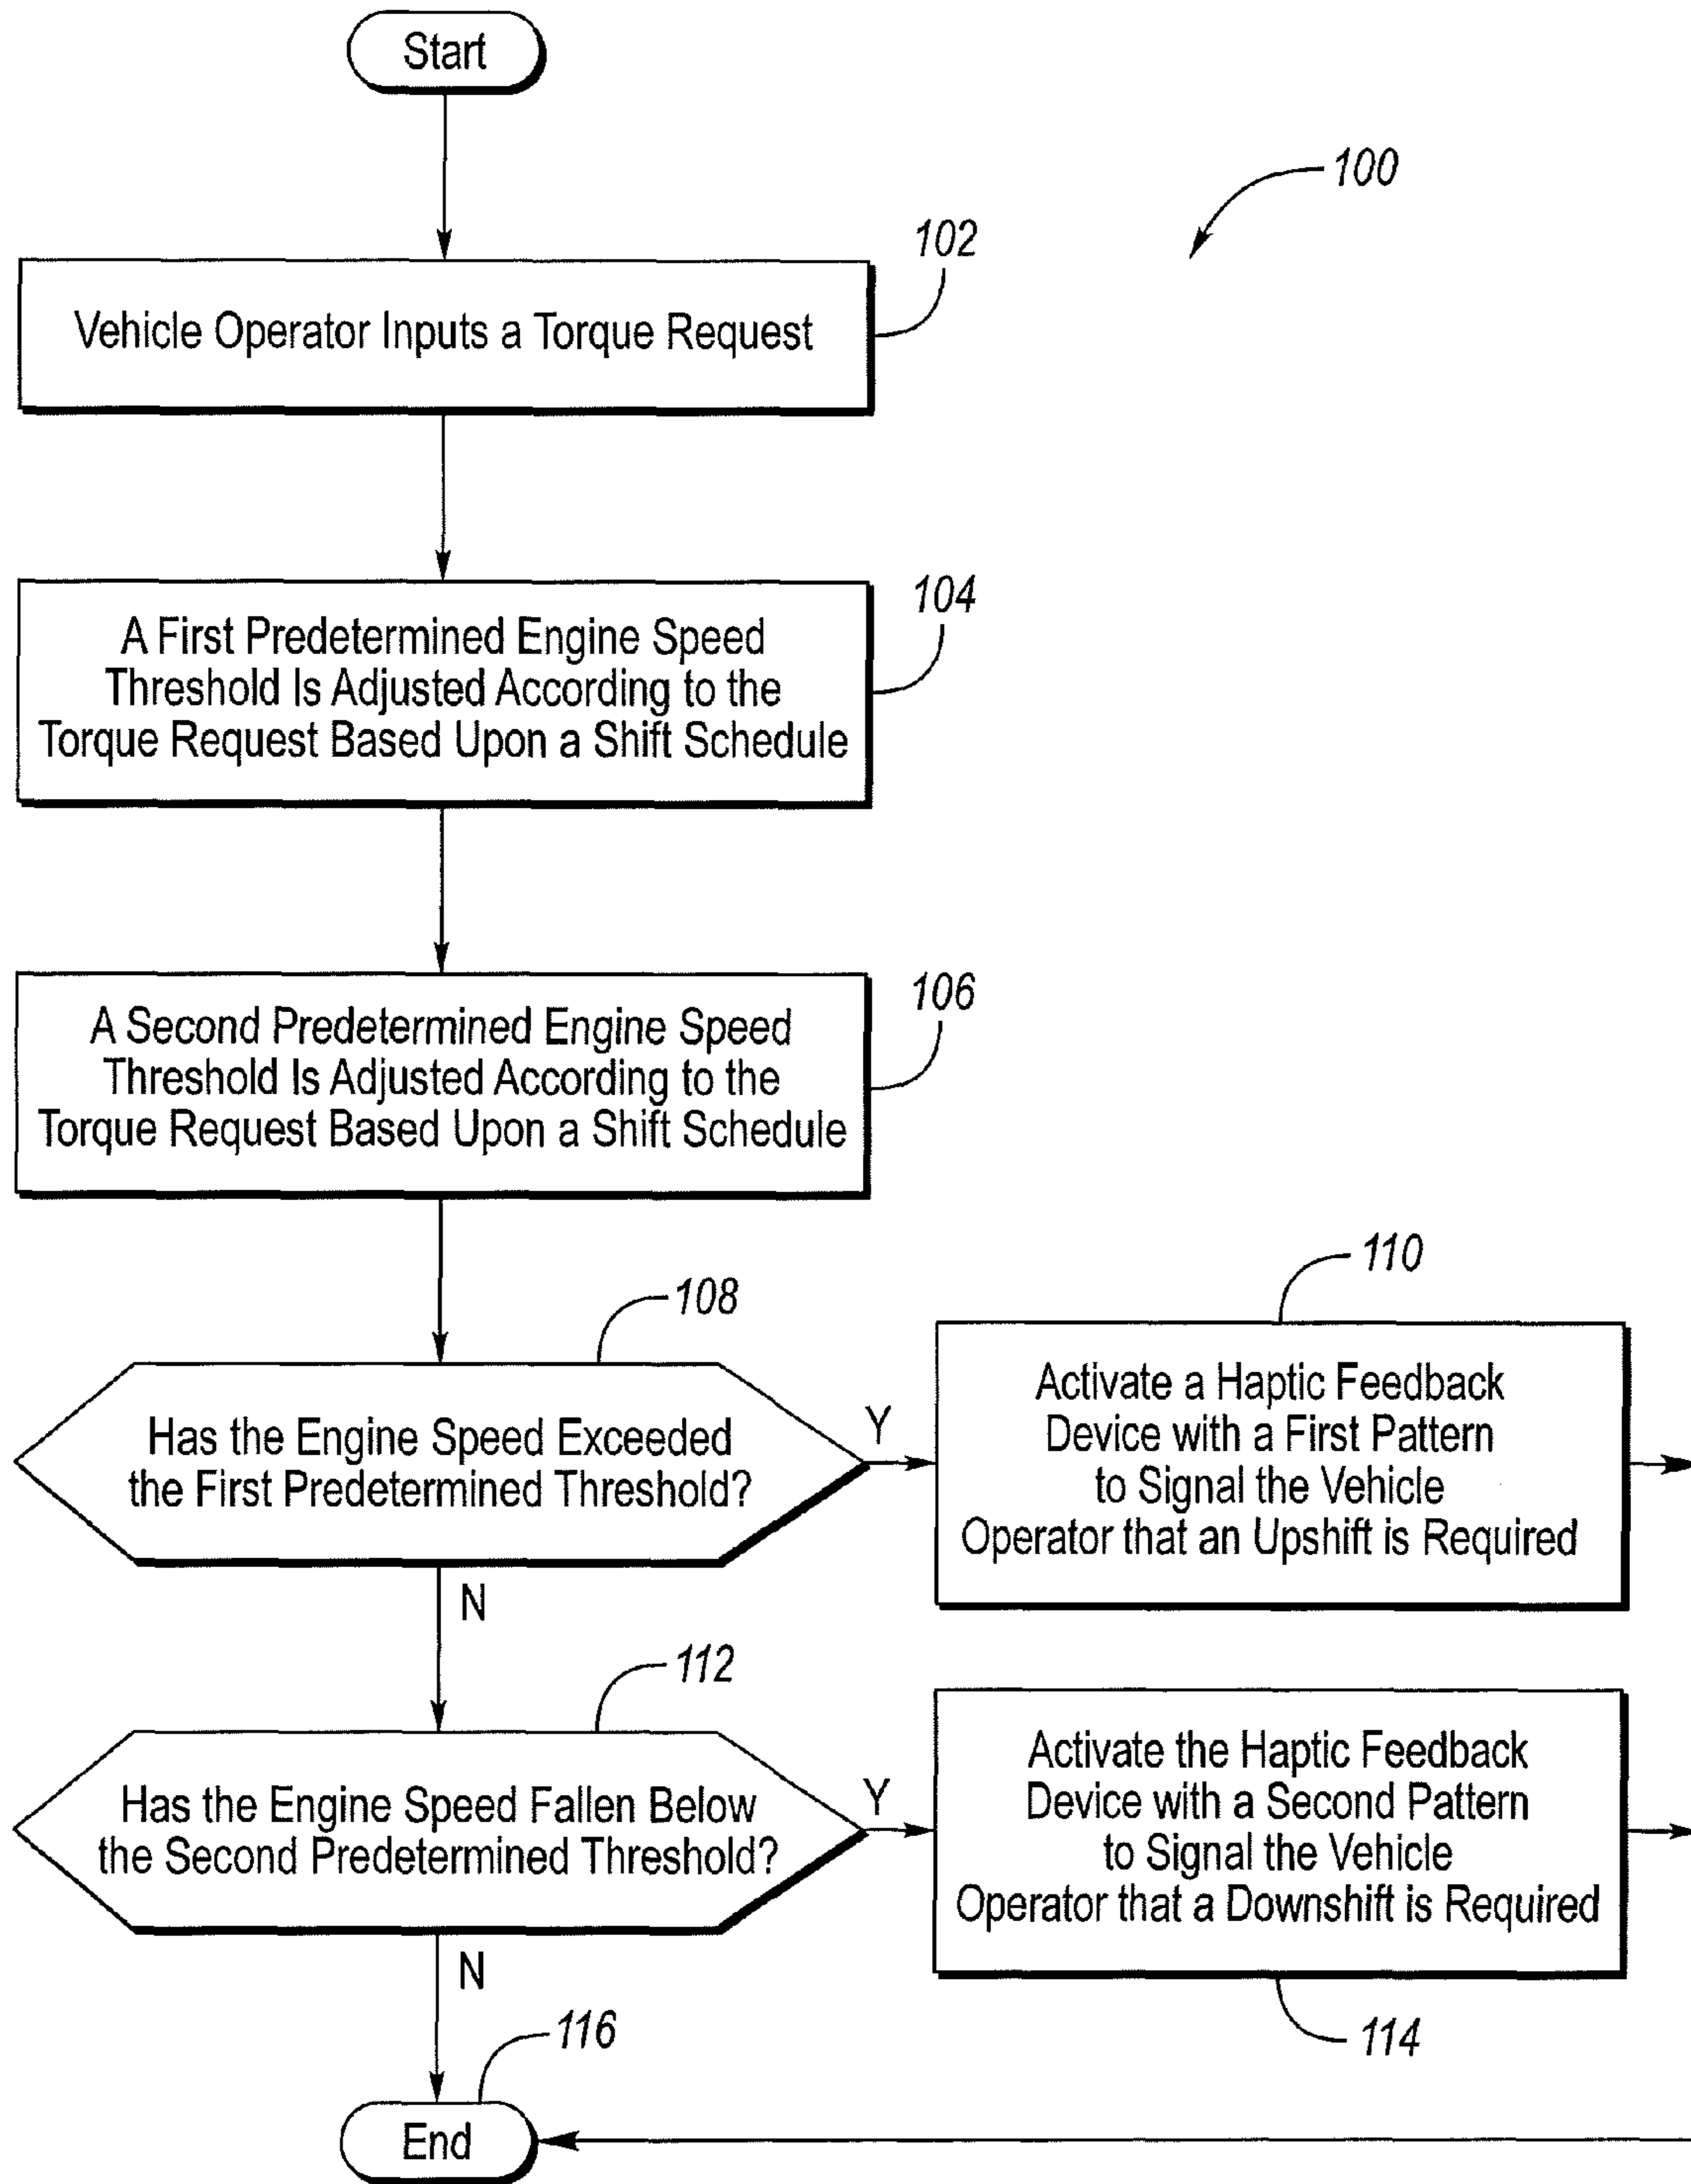 Start
100
102
Vehicle Operator Inputs a Torque Request
104
A First Predetermined Engine Speed
Threshold Is Adjusted According to the
Torque Request Based Upon a Shift Schedule
106
A Second Predetermined Engine Speed
Threshold Is Adjusted According to the
Torque Request Based Upon a Shift Schedule
108
Has the Engine Speed Exceeded
the First Predetermined Threshold?
Y
N
110
Activate a Haptic Feedback
Device with a First Pattern
to Signal the Vehicle
Operator that an Upshift is Required
112
Has the Engine Speed Fallen Below
the Second Predetermined Threshold?
Y
N
Activate the Haptic Feedback
Device with a Second Pattern
to Signal the Vehicle
Operator that a Downshift is Required
114
116
End